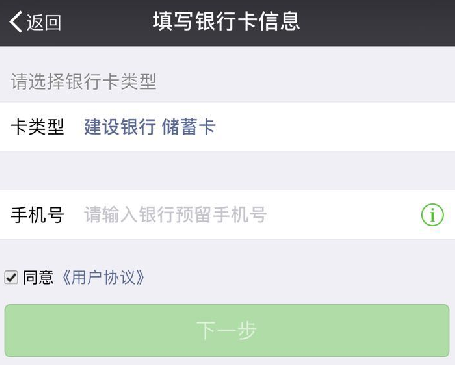 返回 填写银行卡信息
请选择银行卡类型
卡类型 建设银行 储蓄卡
手机号 请输入银行预留手机号
同意《用户协议》
下一步